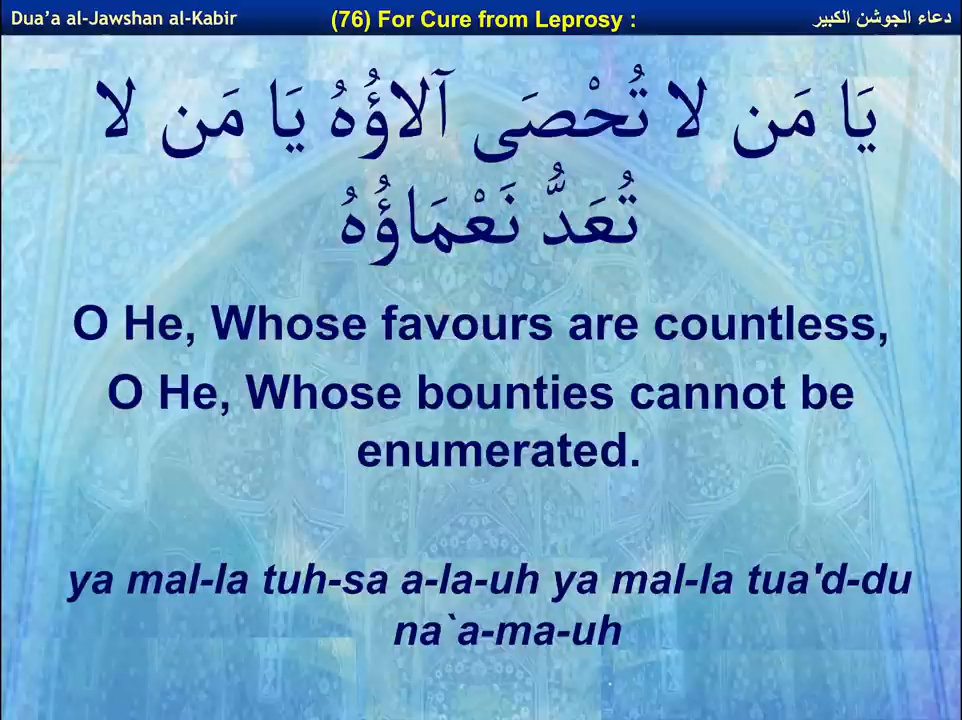 Dua'a al-Jawshan al-Kabir (76) For Cure from Leprosy : دعاء الجوشن الكبير
يَا مَن لا تُحْصَى آلاؤُهُ يَا مَن لا
تُعَدُّ نَعْمَاؤُهُ
O He, Whose favours are countless,
O He, Whose bounties cannot be
enumerated.
ya mal-la tuh-sa a-la-uh ya mal-la tua'd-du
na`a-ma-uh